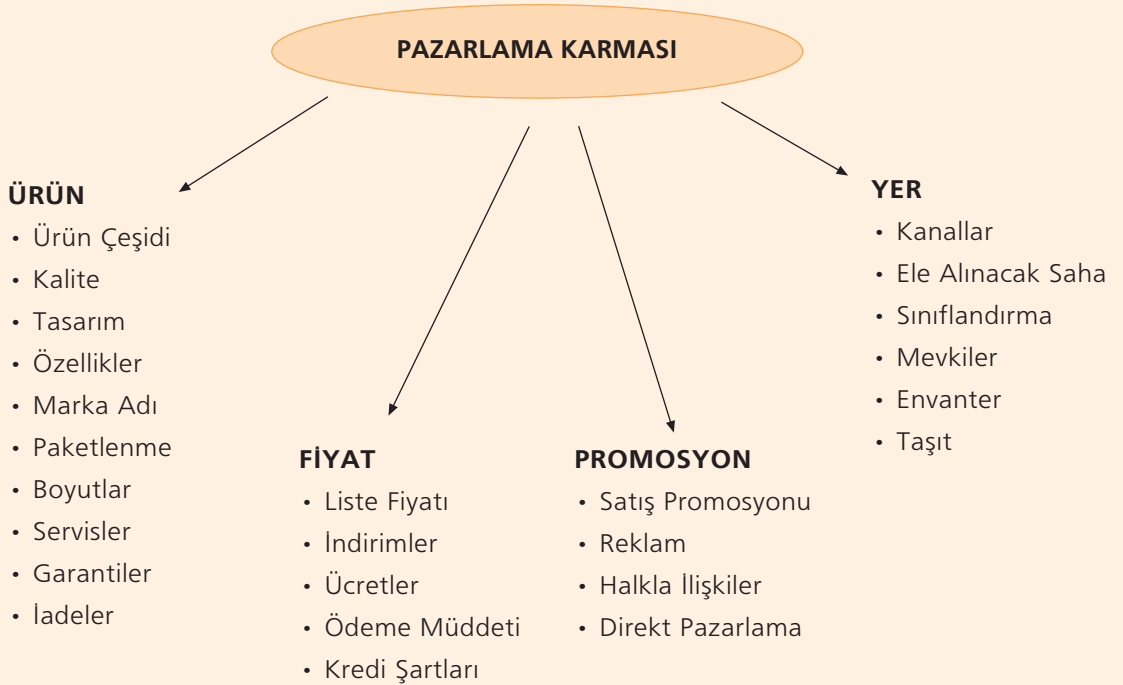 PAZARLAMA KARMASI
ÜRÜN
• Ürün Çeşidi
• Kalite
• Tasarım
• Özellikler
• Marka Adı
• Paketlenme
• Boyutlar
• Servisler
• Garantiler
• İadeler
FİYAT
• Liste Fiyatı
• İndirimler
• Ücretler
• Ödeme Müddeti
• Kredi Şartları
PROMOSYON
• Satış Promosyonu
• Reklam
• Halkla İlişkiler
• Direkt Pazarlama
YER
• Kanallar
• Ele Alınacak Saha
• Sınıflandırma
• Mevkiler
• Envanter
• Taşıt